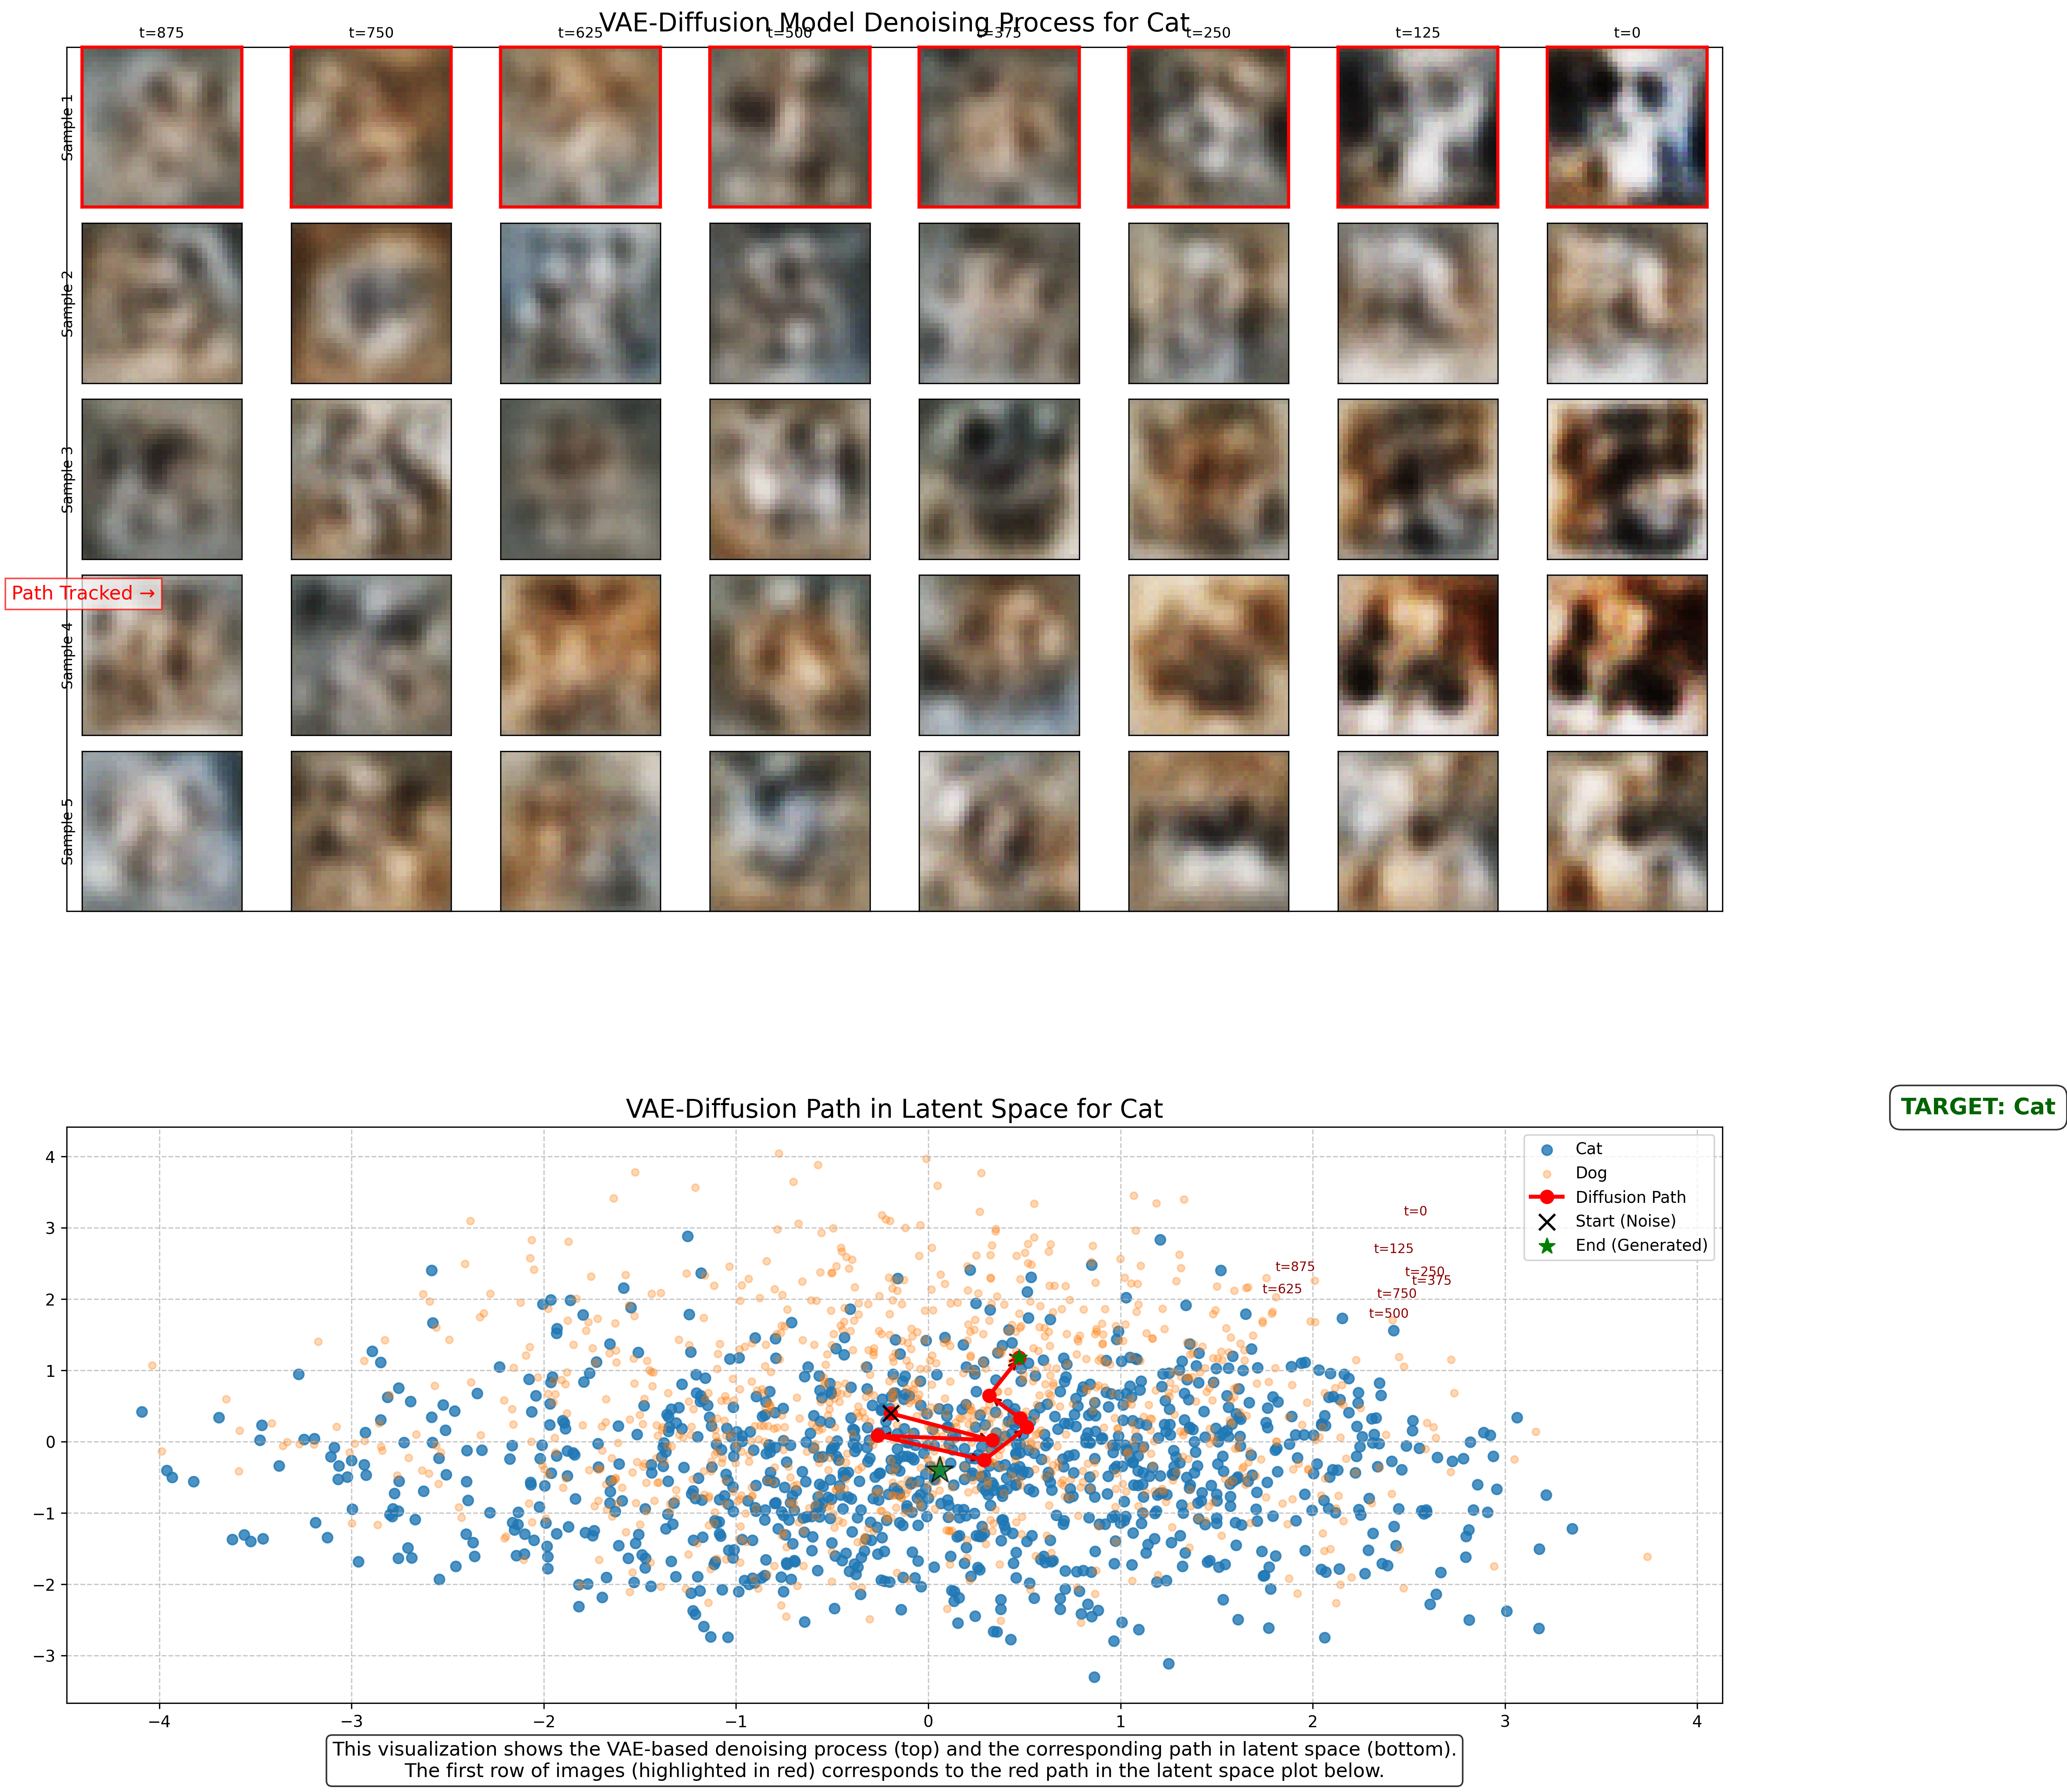 VAE-Diffusion Model Denoising Process for Cat
t=875
t=750
t=625
t=500
t=375
t=250
t=125
t=0
Sample 1
Sample 2
Sample 3
Path Tracked →
Sample 4
Sample 5
TARGET: Cat
VAE-Diffusion Path in Latent Space for Cat
Cat
Dog
Diffusion Path
Start (Noise)
End (Generated)
t=0
t=125
t=875
t=250
t=375
t=625
t=750
t=500
4
3
2
1
0
−1
−2
−3
−4
−3
−2
−1
0
1
2
3
4
This visualization shows the VAE-based denoising process (top) and the corresponding path in latent space (bottom).
The first row of images (highlighted in red) corresponds to the red path in the latent space plot below.